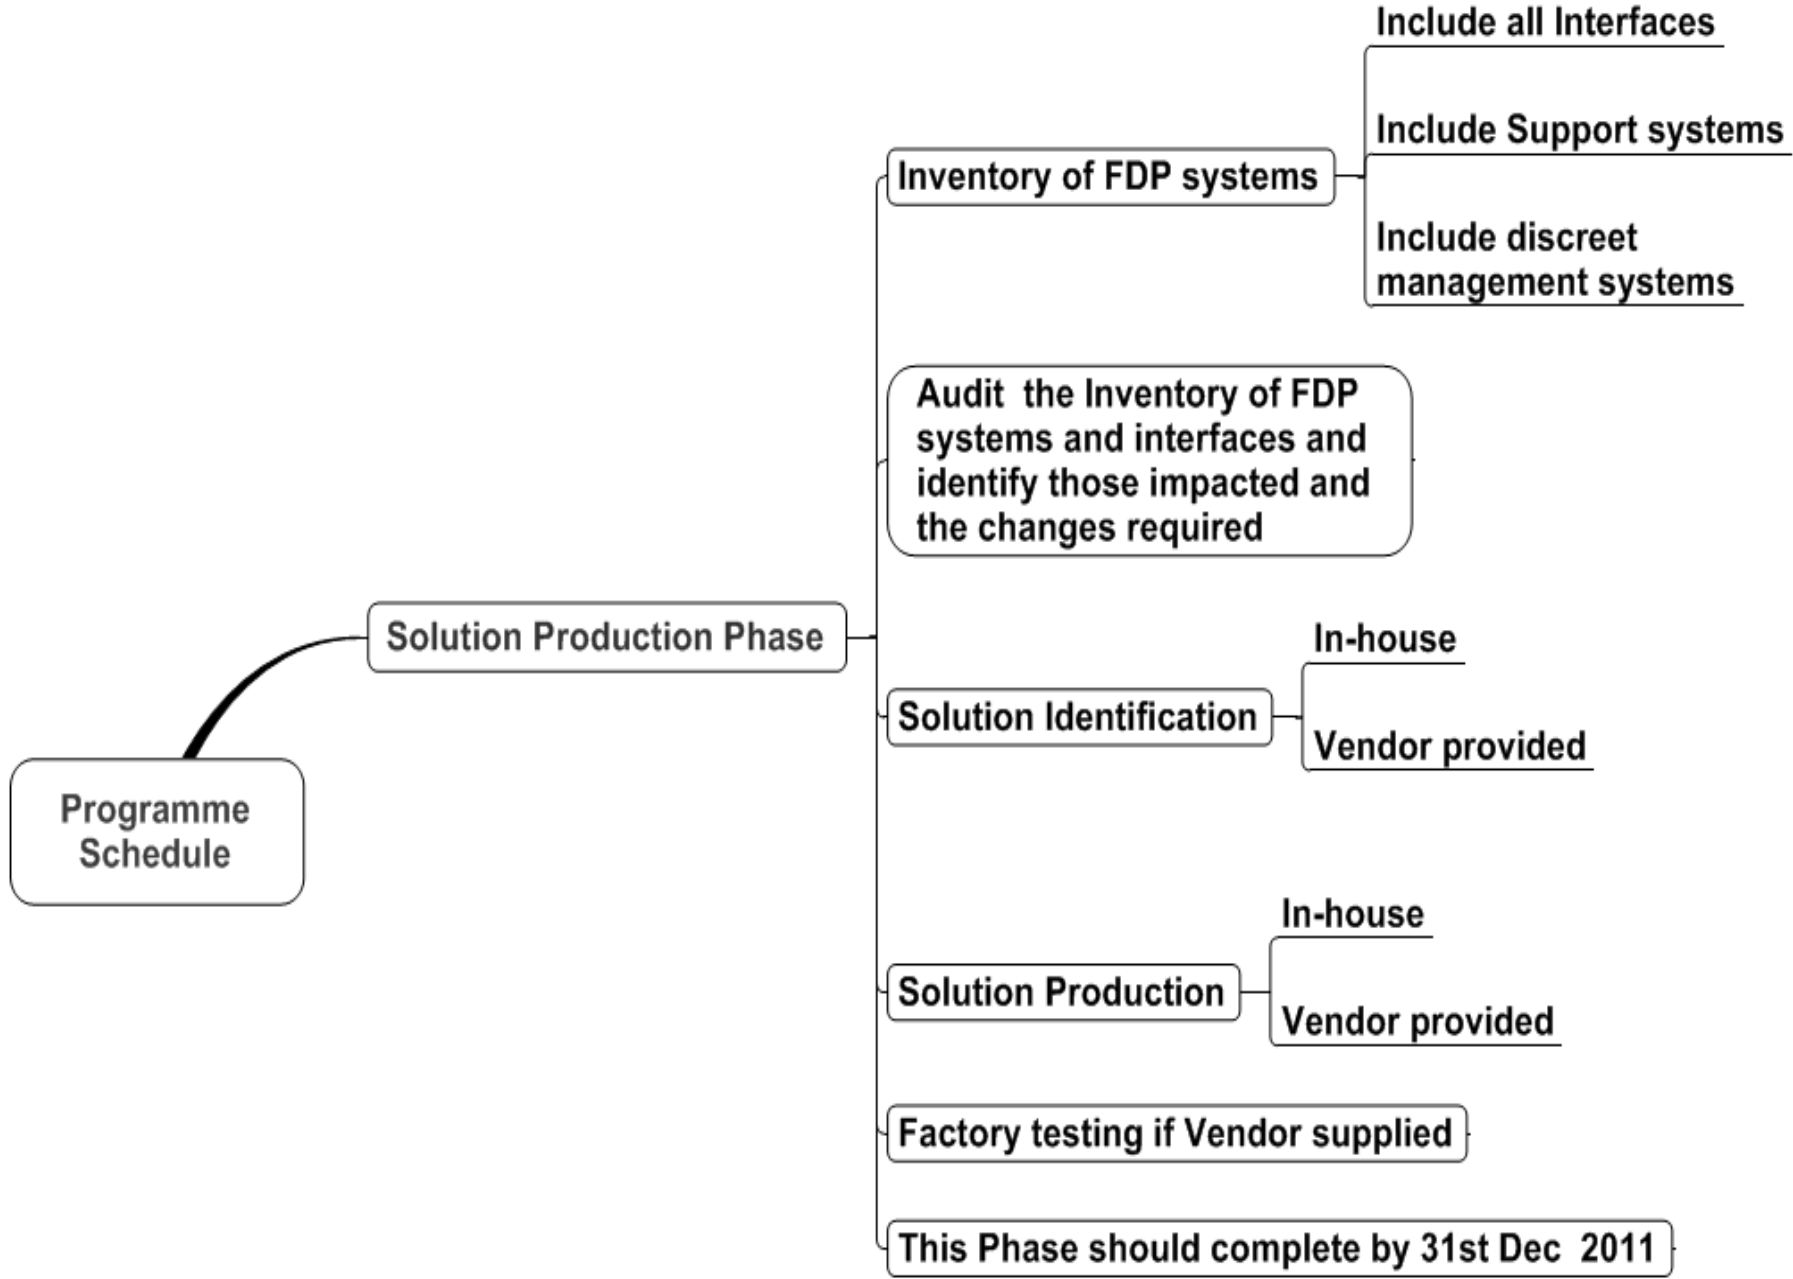 Include all Interfaces
Include Support systems
Inventory of FDP systems
Include discreet
management systems
Audit  the Inventory of FDP
systems and interfaces and
identify those impacted and
the changes required
Solution Production Phase
In-house
Solution Identification
Vendor provided
Programme
Schedule
In-house
Solution Production
Vendor provided
Factory testing if Vendor supplied
This Phase should complete by 31st Dec  2011